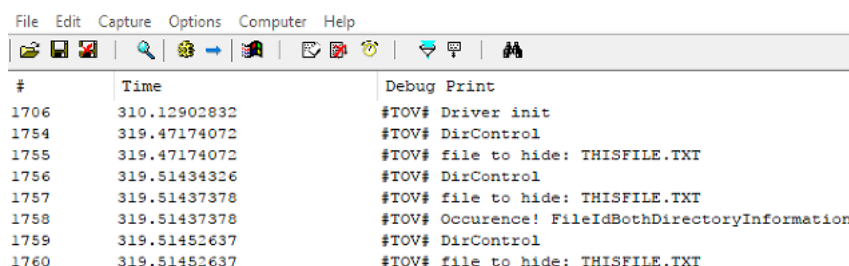 File Edit Capture Options Computer Help
# Time Debug Print
1706 310.12902832 #TOV# Driver init
1754 319.47174072 #TOV# DirControl
1755 319.47174072 #TOV# file to hide: THISFILE.TXT
1756 319.51434326 #TOV# DirControl
1757 319.51437378 #TOV# file to hide: THISFILE.TXT
1758 319.51437378 #TOV# Occurence! FileIdBothDirectoryInformation
1759 319.51452637 #TOV# DirControl
1760 319.51452637 #TOV# file to hide: THISFILE.TXT